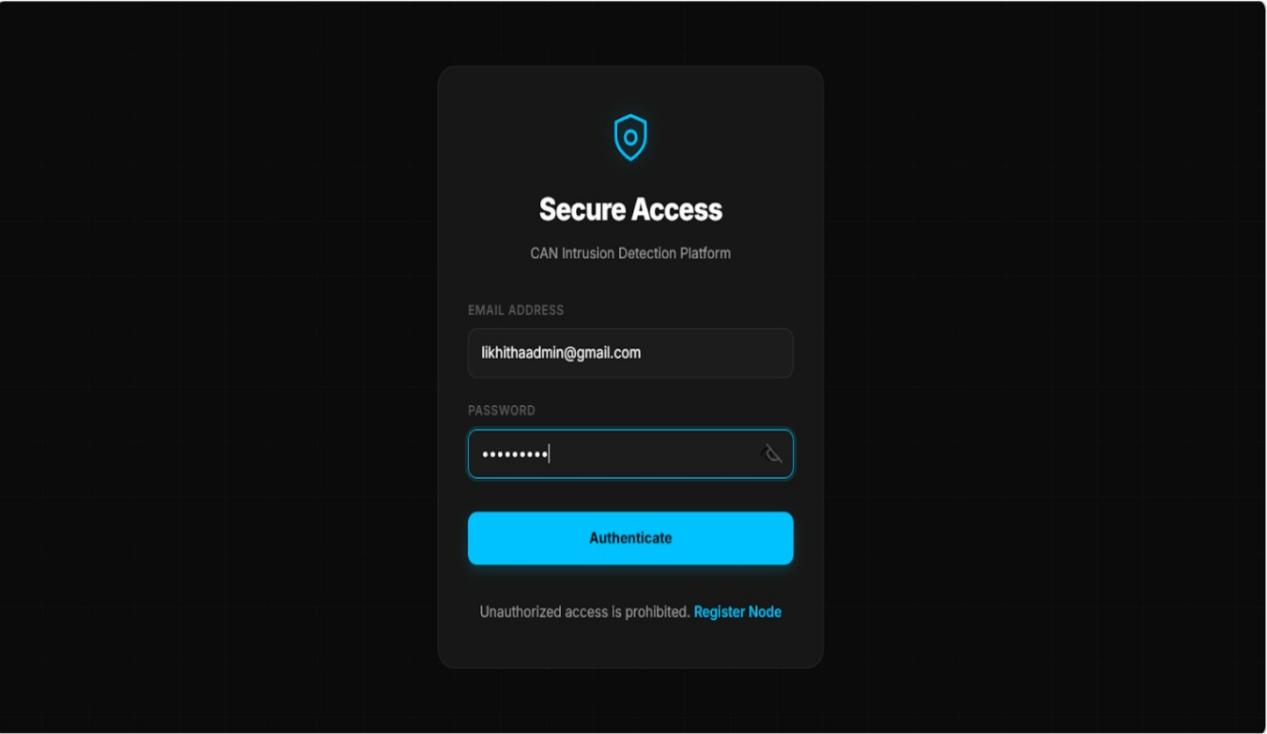 Secure Access
CAN Intrusion Detection Platform
EMAIL ADDRESS
likhithaadmin@gmail.com
PASSWORD
•••••••••
Authenticate
Unauthorized access is prohibited. Register Node